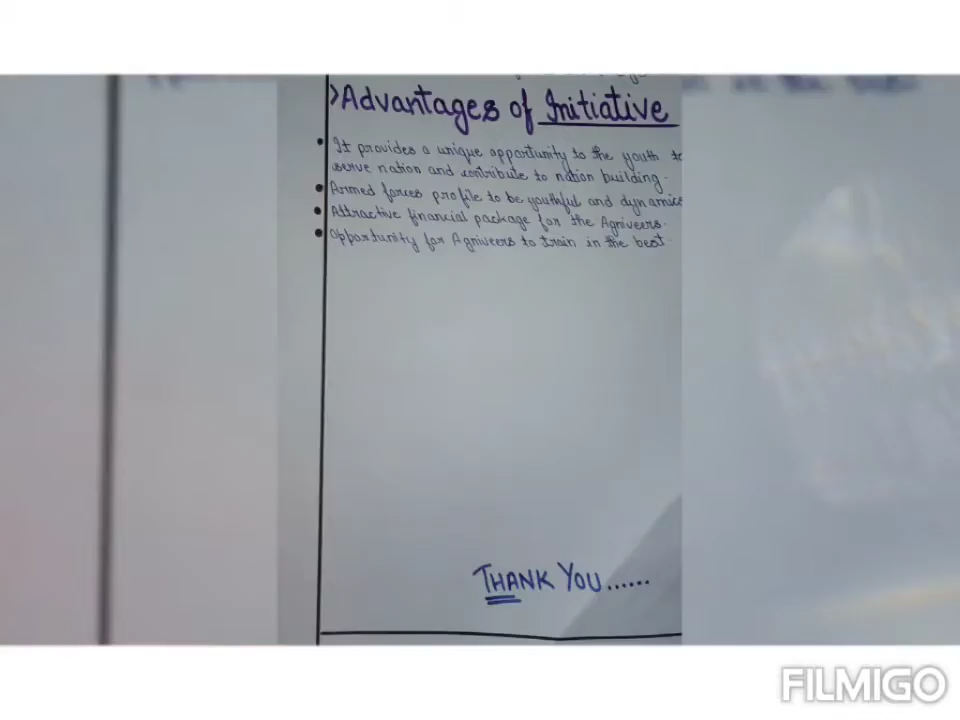 >Advantages of Initiative
• It provides a unique opportunity to the youth to
serve nation and contribute to nation building.
• Armed forces profile to be youthful and dynamice
• Attractive financial package for the Agniveers.
• Opportunity for Agniveers to train in the best
THANK YOU......
FILMIGO